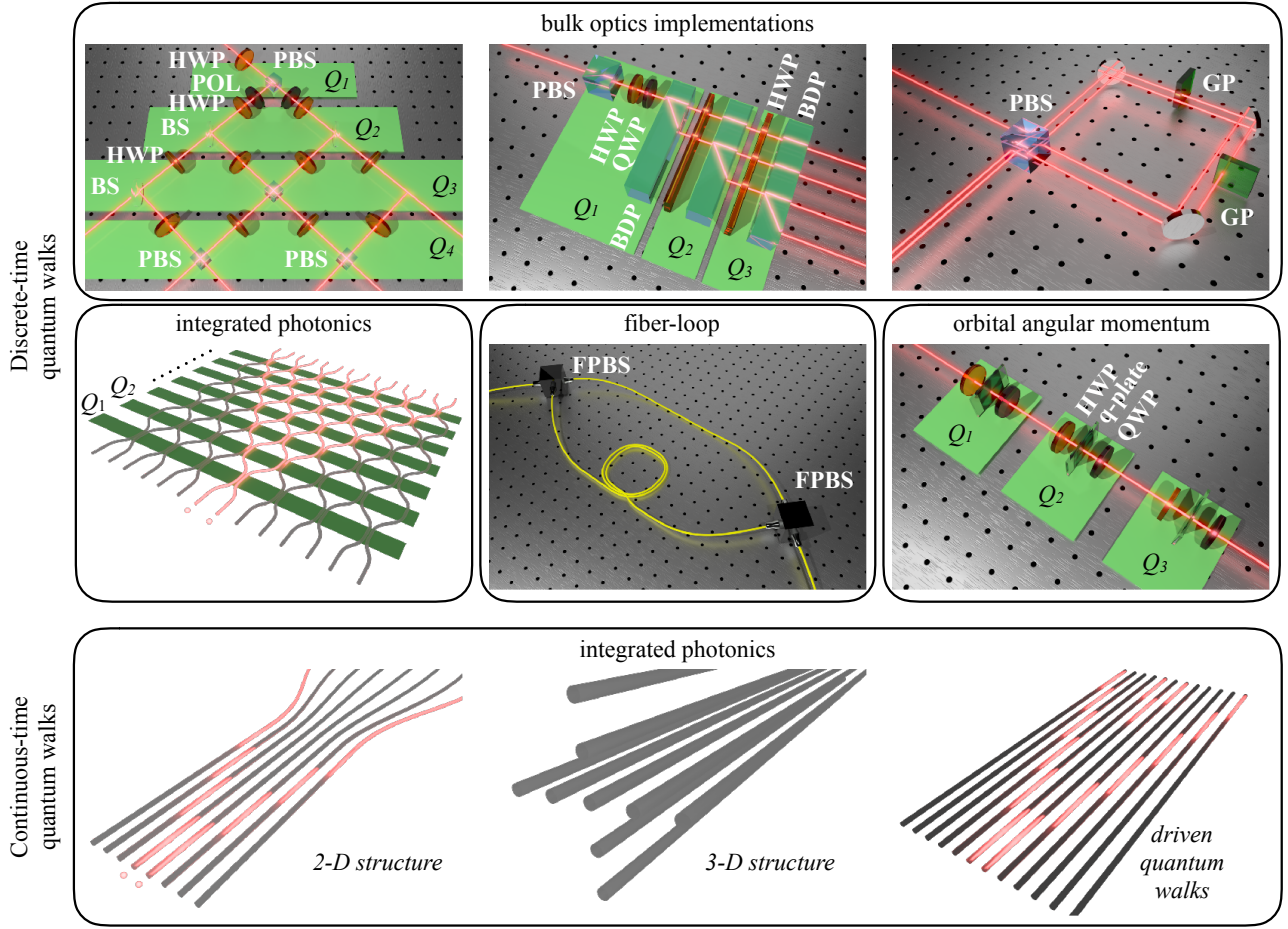 bulk optics implementations
HWP
PBS
POL
Q1
HWP
BS
Q2
HWP
BS
Q3
PBS
PBS
Q4
PBS
HWP
QWP
HWP
BDP
Q1
BDP
Q2
Q3
PBS
GP
GP
Discrete-time
quantum walks
integrated photonics
Q1
Q2
fiber-loop
FPBS
FPBS
orbital angular momentum
HWP
q-plate
QWP
Q1
Q2
Q3
Continuous-time
quantum walks
integrated photonics
2-D structure
3-D structure
driven
quantum
walks